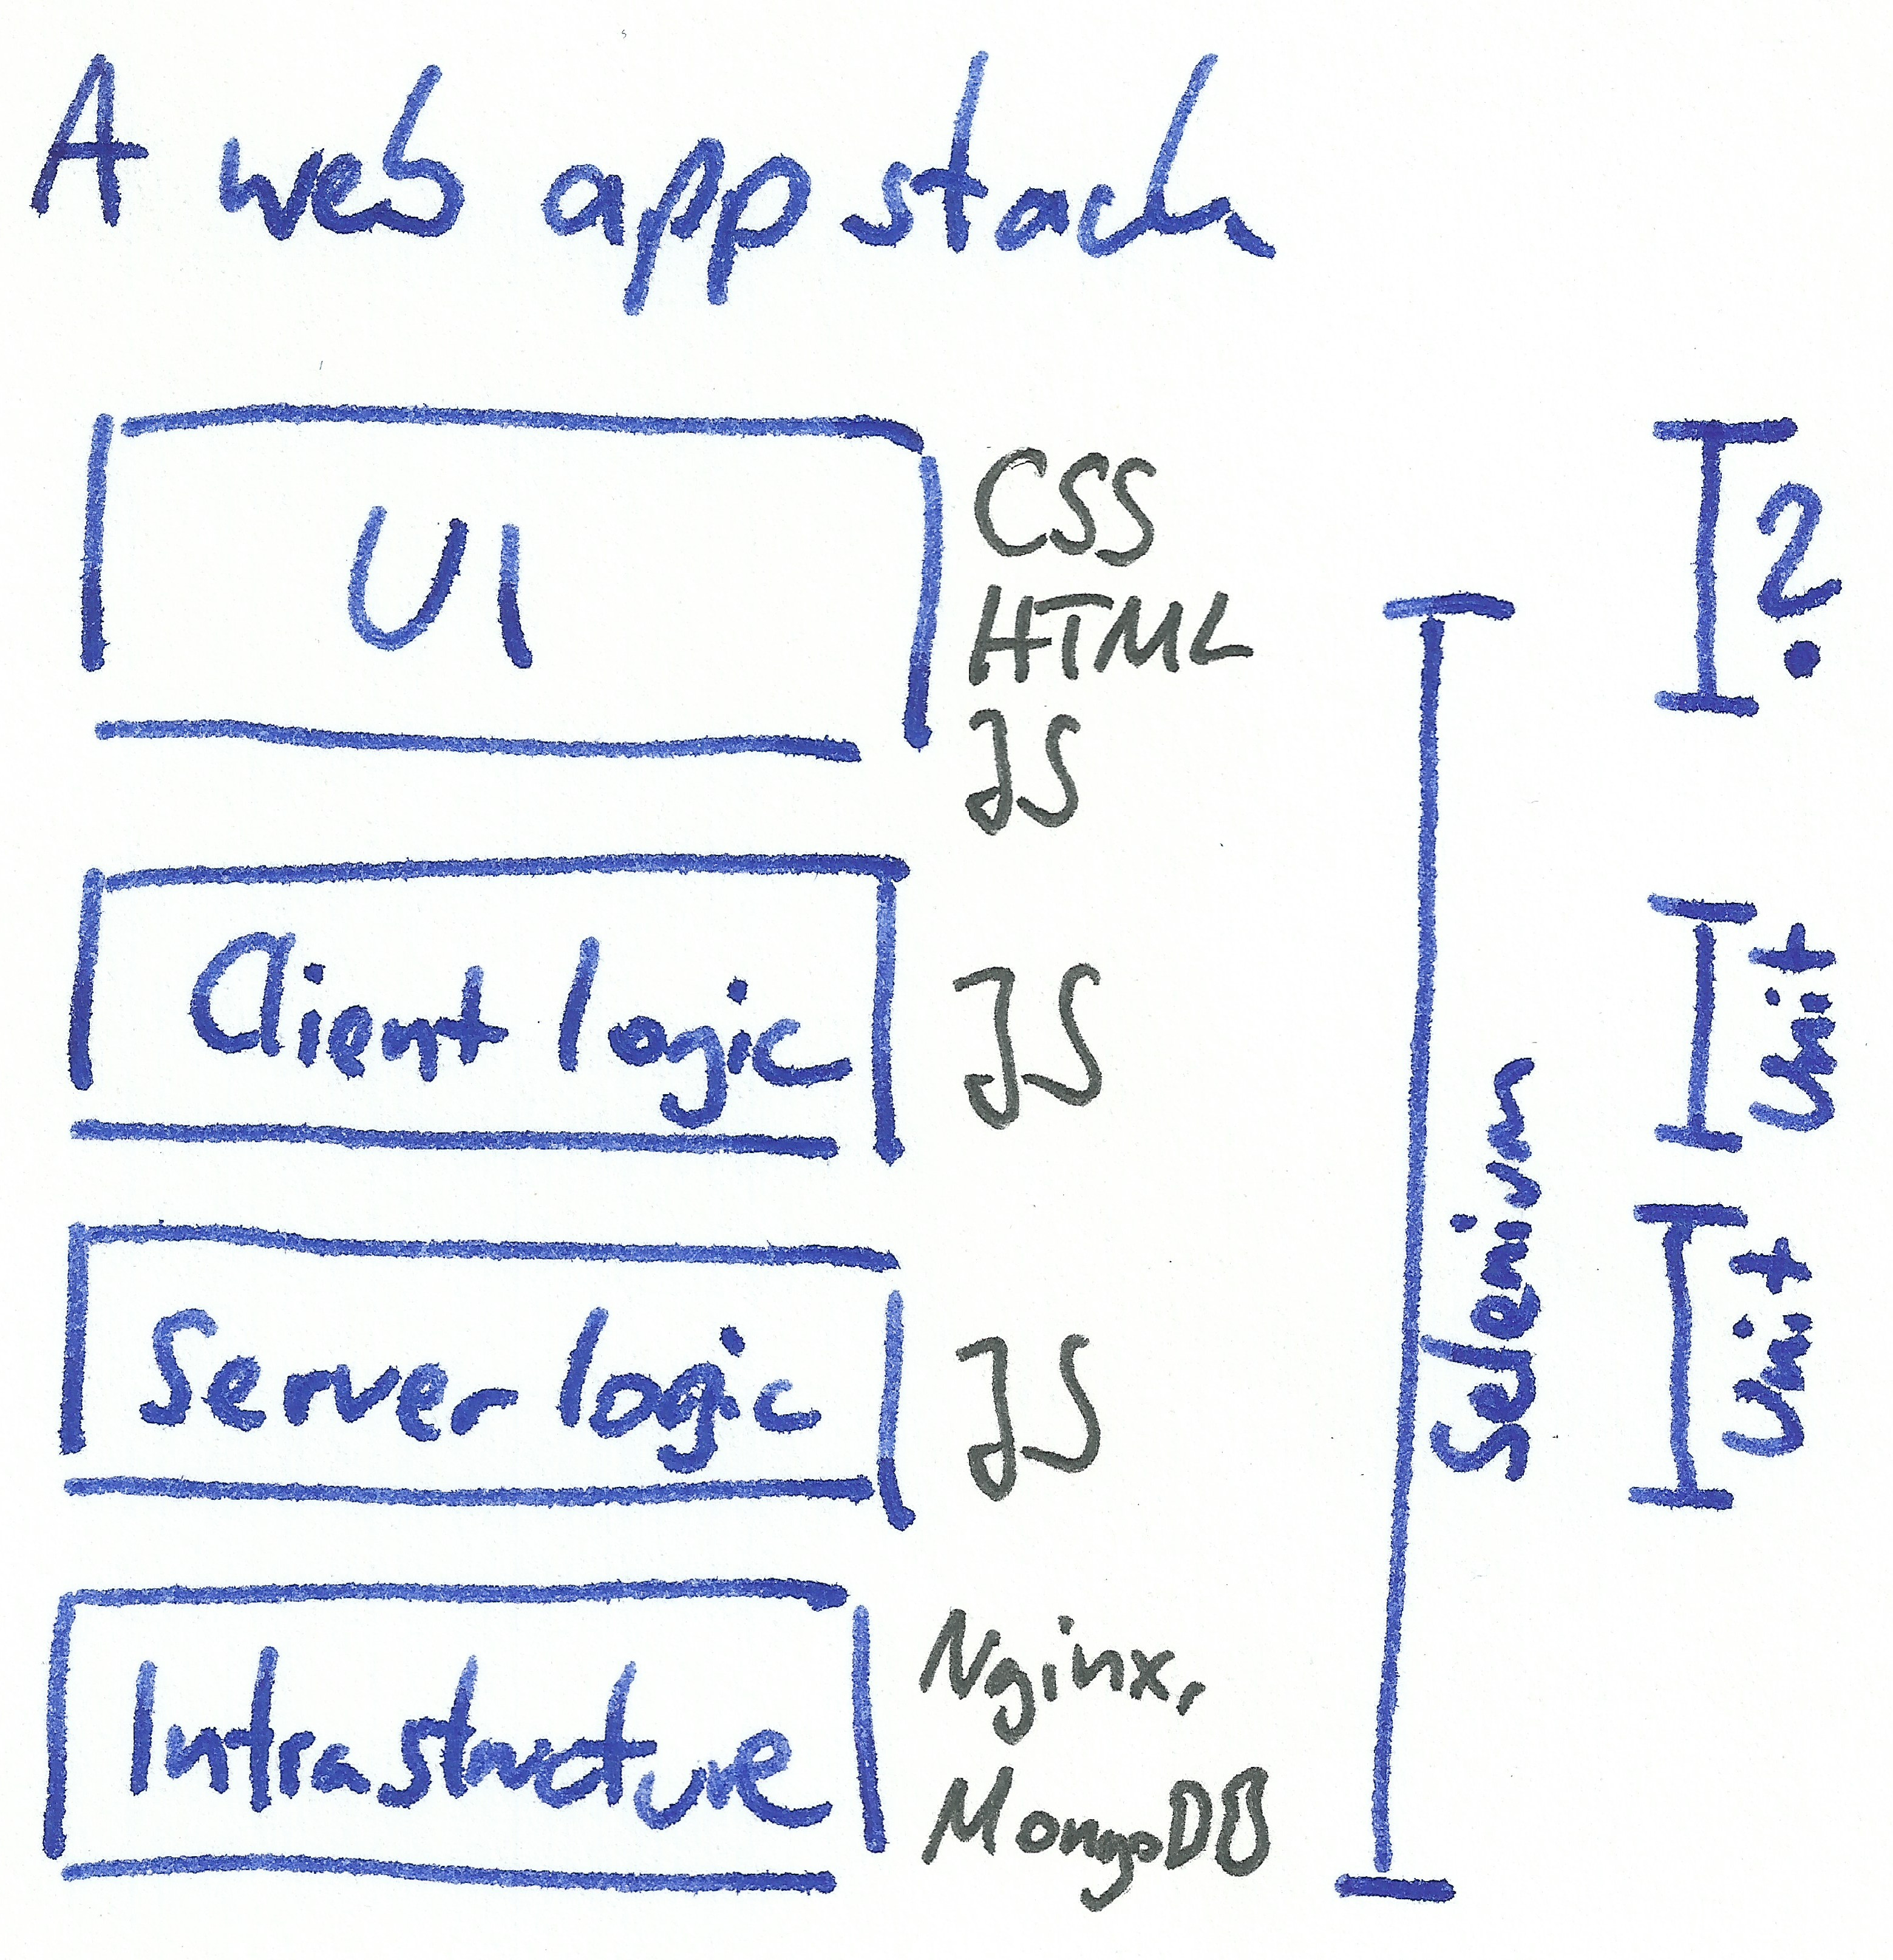 A web app stack
UI
CSS
HTML
JS
?
Client logic
JS
Unit
Server logic
JS
Selenium
Unit
Infrastructure
Nginx,
MongoDB